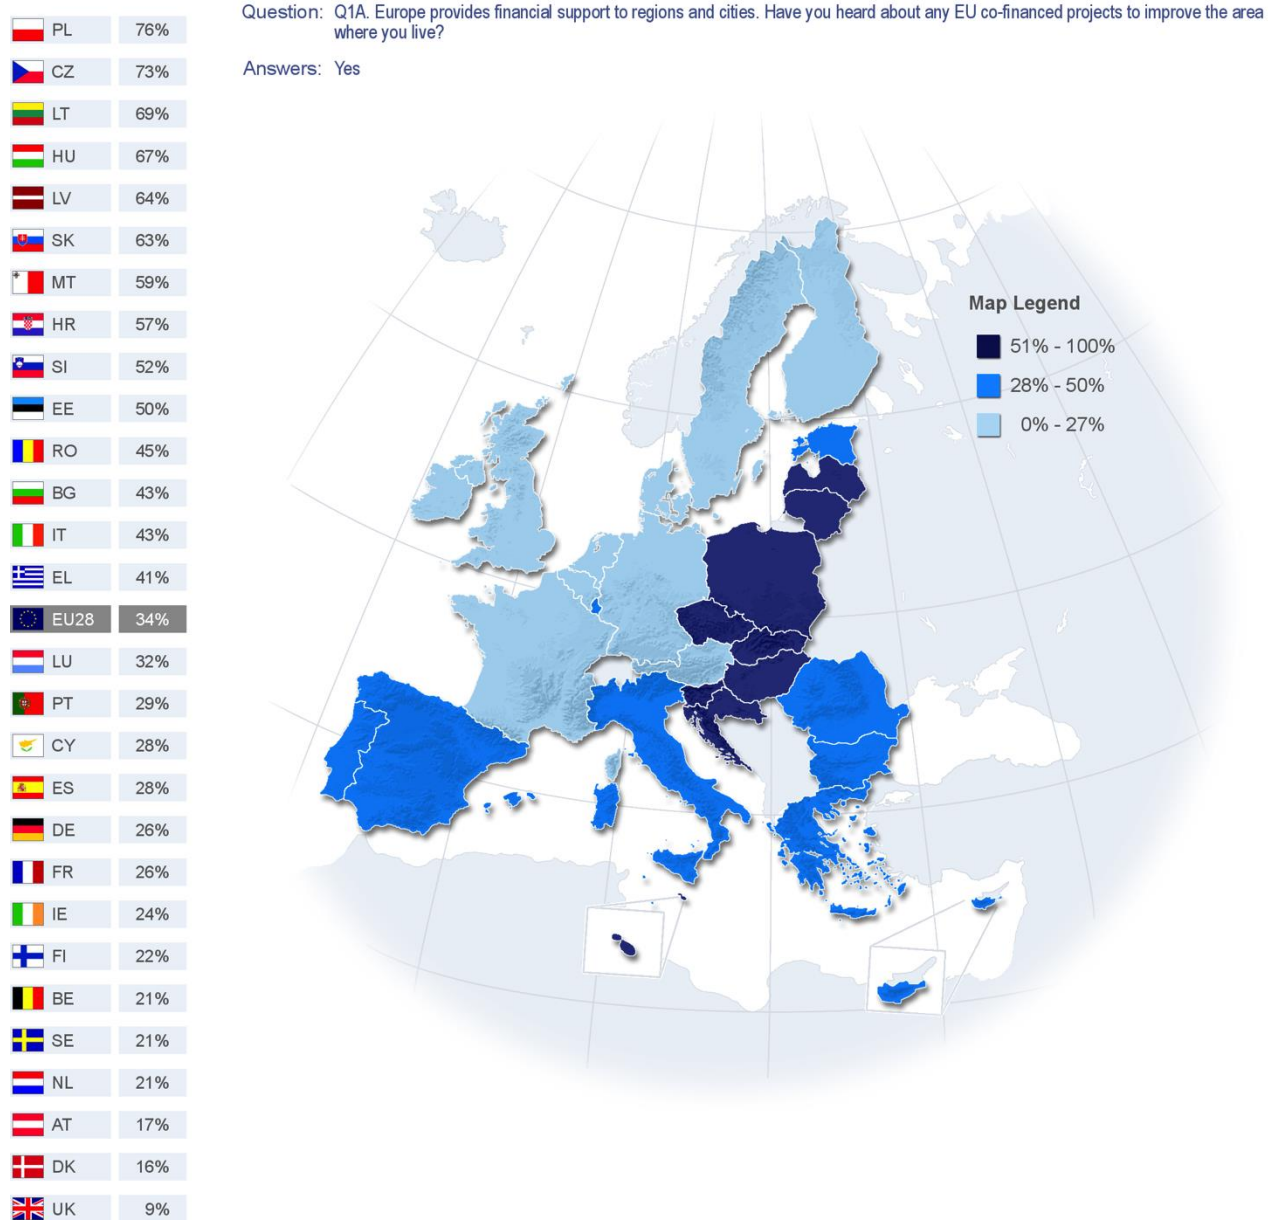 Question: Q1A. Europe provides financial support to regions and cities. Have you heard about any EU co-financed projects to improve the area
where you live?
Answers: Yes
PL 76%
CZ 73%
LT 69%
HU 67%
LV 64%
SK 63%
MT 59%
HR 57%
SI 52%
EE 50%
RO 45%
BG 43%
IT 43%
EL 41%
EU28 34%
LU 32%
PT 29%
CY 28%
ES 28%
DE 26%
FR 26%
IE 24%
FI 22%
BE 21%
SE 21%
NL 21%
AT 17%
DK 16%
UK 9%
Map Legend
51% - 100%
28% - 50%
0% - 27%